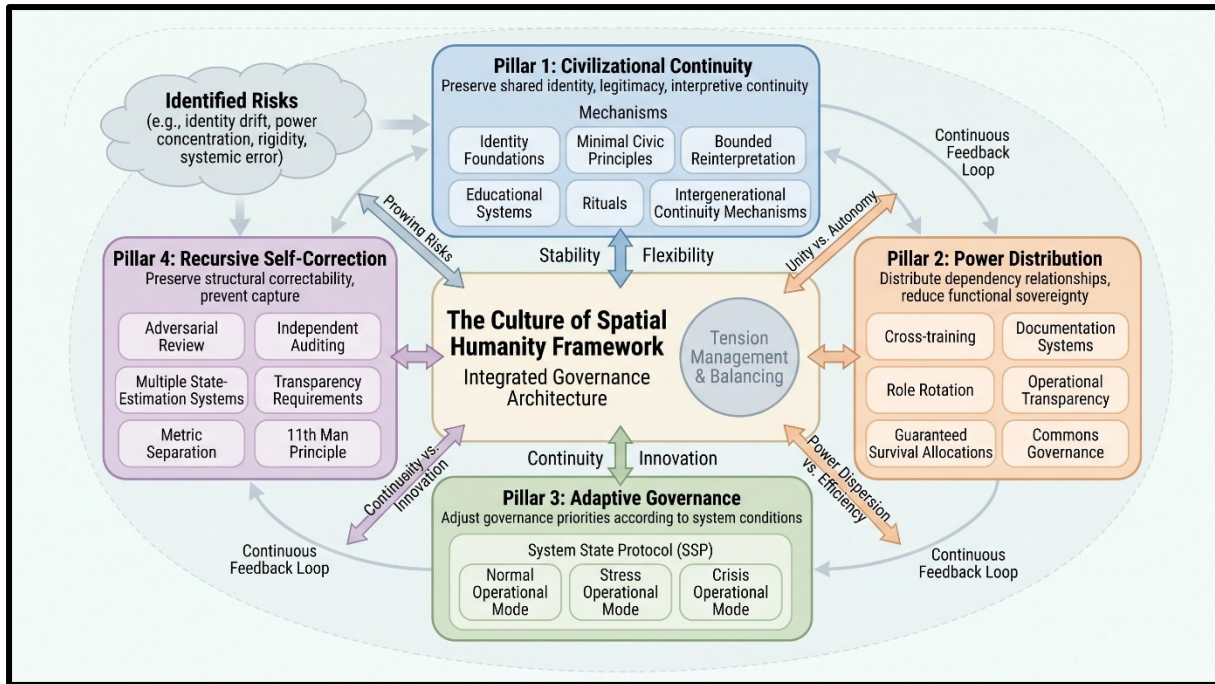 Identified Risks
(e.g., identity drift, power
concentration, rigidity,
systemic error)
Pillar 1: Civilizational Continuity
Preserve shared identity, legitimacy, interpretive continuity
Mechanisms
Identity
Foundations
Minimal Civic
Principles
Bounded
Reinterpretation
Educational
Systems
Rituals
Intergenerational
Continuity Mechanisms
Continuous
Feedback
Loop
Prowing Risks
Stability
Flexibility
Unity vs. Autonomy
Pillar 4: Recursive Self-Correction
Preserve structural correctability,
prevent capture
Adversarial
Review
Independent
Auditing
Multiple State-
Estimation Systems
Transparency
Requirements
Metric
Separation
11th Man
Principle
The Culture of Spatial
Humanity Framework
Integrated Governance
Architecture
Tension
Management
& Balancing
Pillar 2: Power Distribution
Distribute dependency relationships,
reduce functional sovereignty
Cross-training
Documentation
Systems
Role Rotation
Operational
Transparency
Guaranteed
Survival Allocations
Commons
Governance
Continueity vs.
Innovation
Continuity
Innovation
Power Dispersion
vs. Efficiency
Pillar 3: Adaptive Governance
Adjust governance priorities according to system conditions
System State Protocol (SSP)
Normal
Operational
Mode
Stress
Operational
Mode
Crisis
Operational
Mode
Continuous
Feedback Loop
Continuous
Feedback Loop